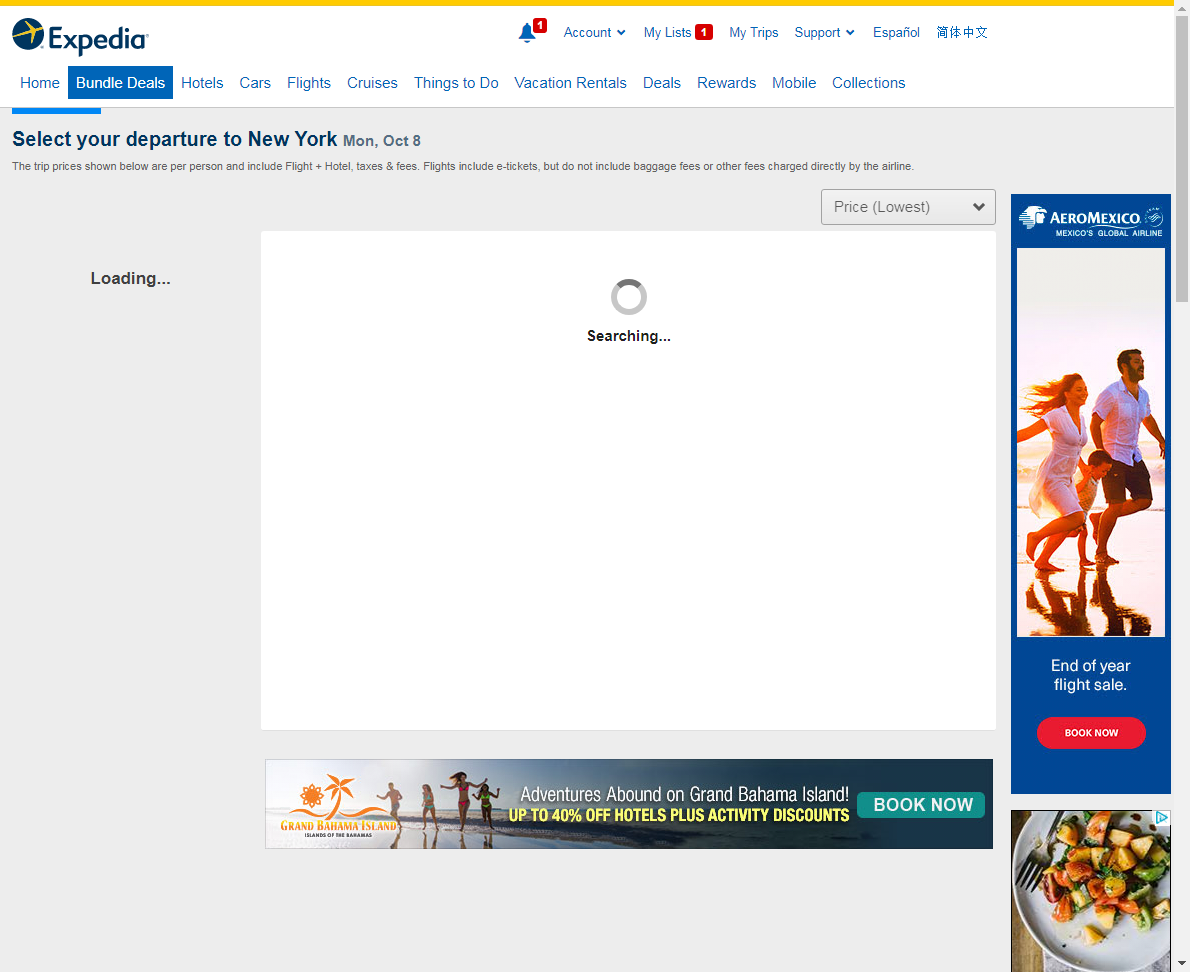 Expedia
1
Account
My Lists 1
My Trips
Support
Español
简体中文
Home
Bundle Deals
Hotels
Cars
Flights
Cruises
Things to Do
Vacation Rentals
Deals
Rewards
Mobile
Collections
Select your departure to New York Mon, Oct 8
The trip prices shown below are per person and include Flight + Hotel, taxes & fees. Flights include e-tickets, but do not include baggage fees or other fees charged directly by the airline.
Price (Lowest)
Loading...
Searching...
AEROMEXICO
MEXICO'S GLOBAL AIRLINE
End of year
flight sale.
BOOK NOW
GRAND BAHAMA ISLAND
ISLANDS OF THE BAHAMAS
Adventures Abound on Grand Bahama Island!
UP TO 40% OFF HOTELS PLUS ACTIVITY DISCOUNTS
BOOK NOW